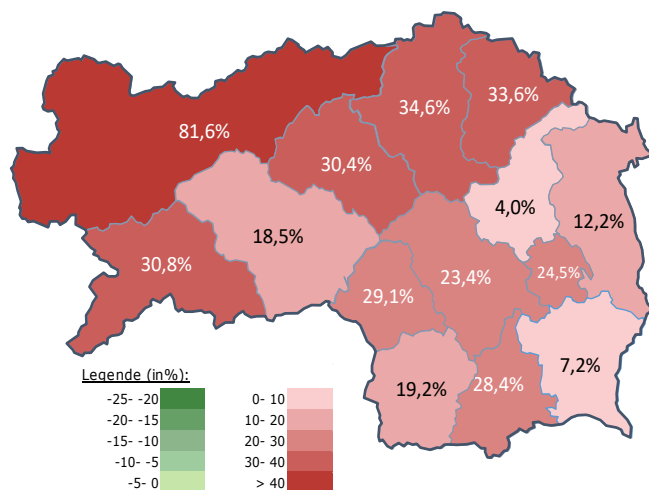 33,6%
34,6%
81,6%
30,4%
4,0%
12,2%
18,5%
30,8%
23,4%
24,5%
29,1%
7,2%
19,2%
28,4%
Legende (in%):
-25- -20 0- 10
-20- -15 10- 20
-15- -10 20- 30
-10- -5 30- 40
-5- 0 > 40